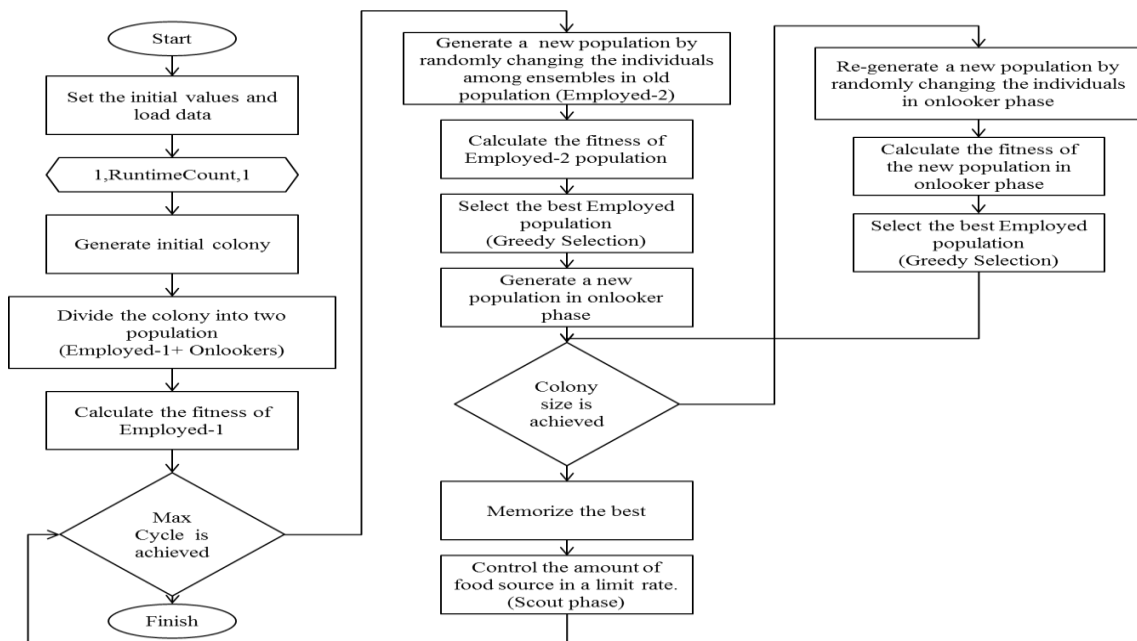 Start
Set the initial values and
load data
1,RuntimeCount,1
Generate initial colony
Divide the colony into two
population
(Employed-1+ Onlookers)
Calculate the fitness of
Employed-1
Max
Cycle is
achieved
Finish
Generate a new population by
randomly changing the individuals
among ensembles in old
population (Employed-2)
Calculate the fitness of
Employed-2 population
Select the best Employed
population
(Greedy Selection)
Generate a new
population in onlooker
phase
Colony
size is
achieved
Memorize the best
Control the amount of
food source in a limit rate.
(Scout phase)
Re-generate a new population by
randomly changing the individuals
in onlooker phase
Calculate the fitness of
the new population in
onlooker phase
Select the best Employed
population
(Greedy Selection)